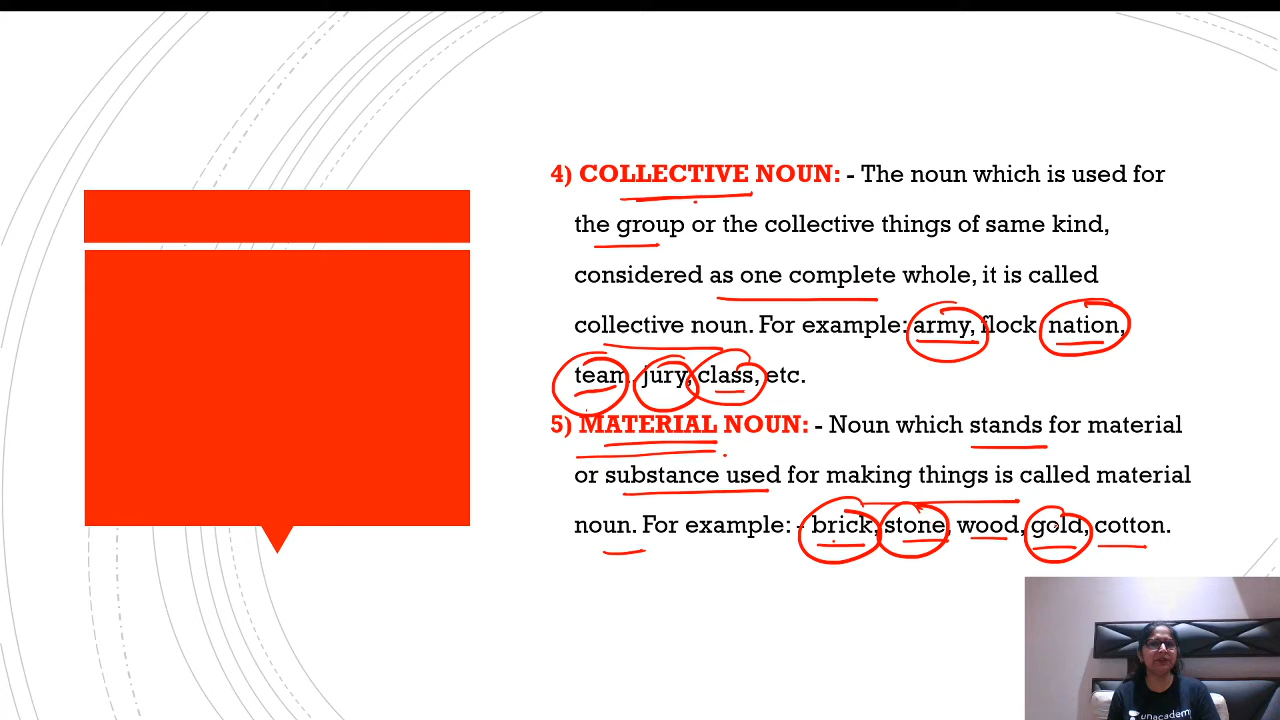 4) COLLECTIVE NOUN: - The noun which is used for
the group or the collective things of same kind,
considered as one complete whole, it is called
collective noun. For example: army, flock nation,
team, jury, class, etc.
5) MATERIAL NOUN: - Noun which stands for material
or substance used for making things is called material
noun. For example: - brick, stone, wood, gold, cotton.
unacademy